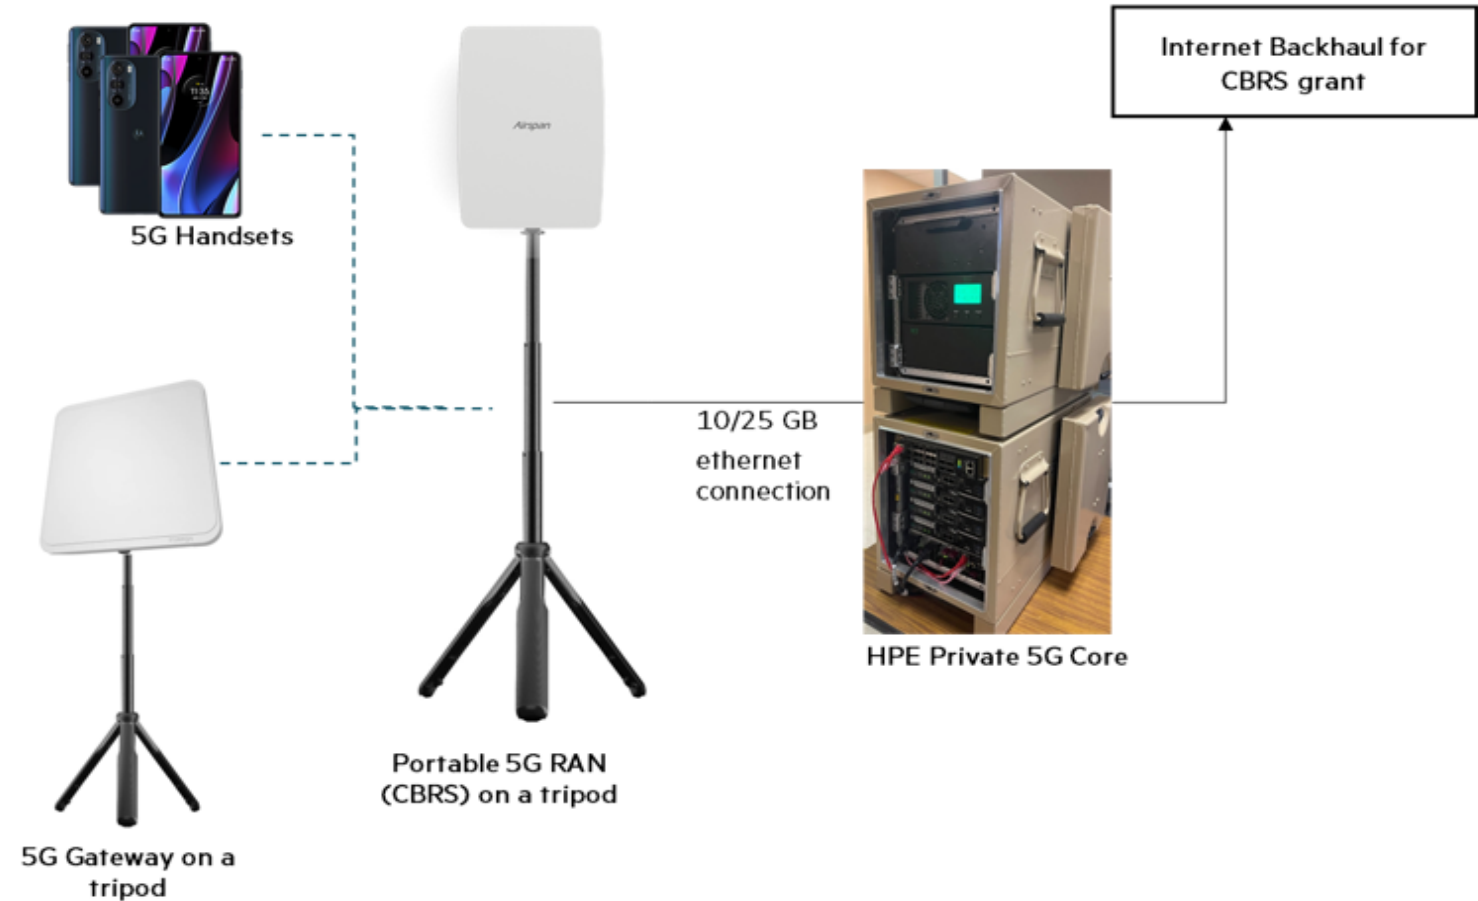 Internet Backhaul for
CBRS grant
Airspan
5G Handsets
10/25 GB
ethernet
connection
HPE Private 5G Core
Portable 5G RAN
(CBRS) on a tripod
5G Gateway on a
tripod